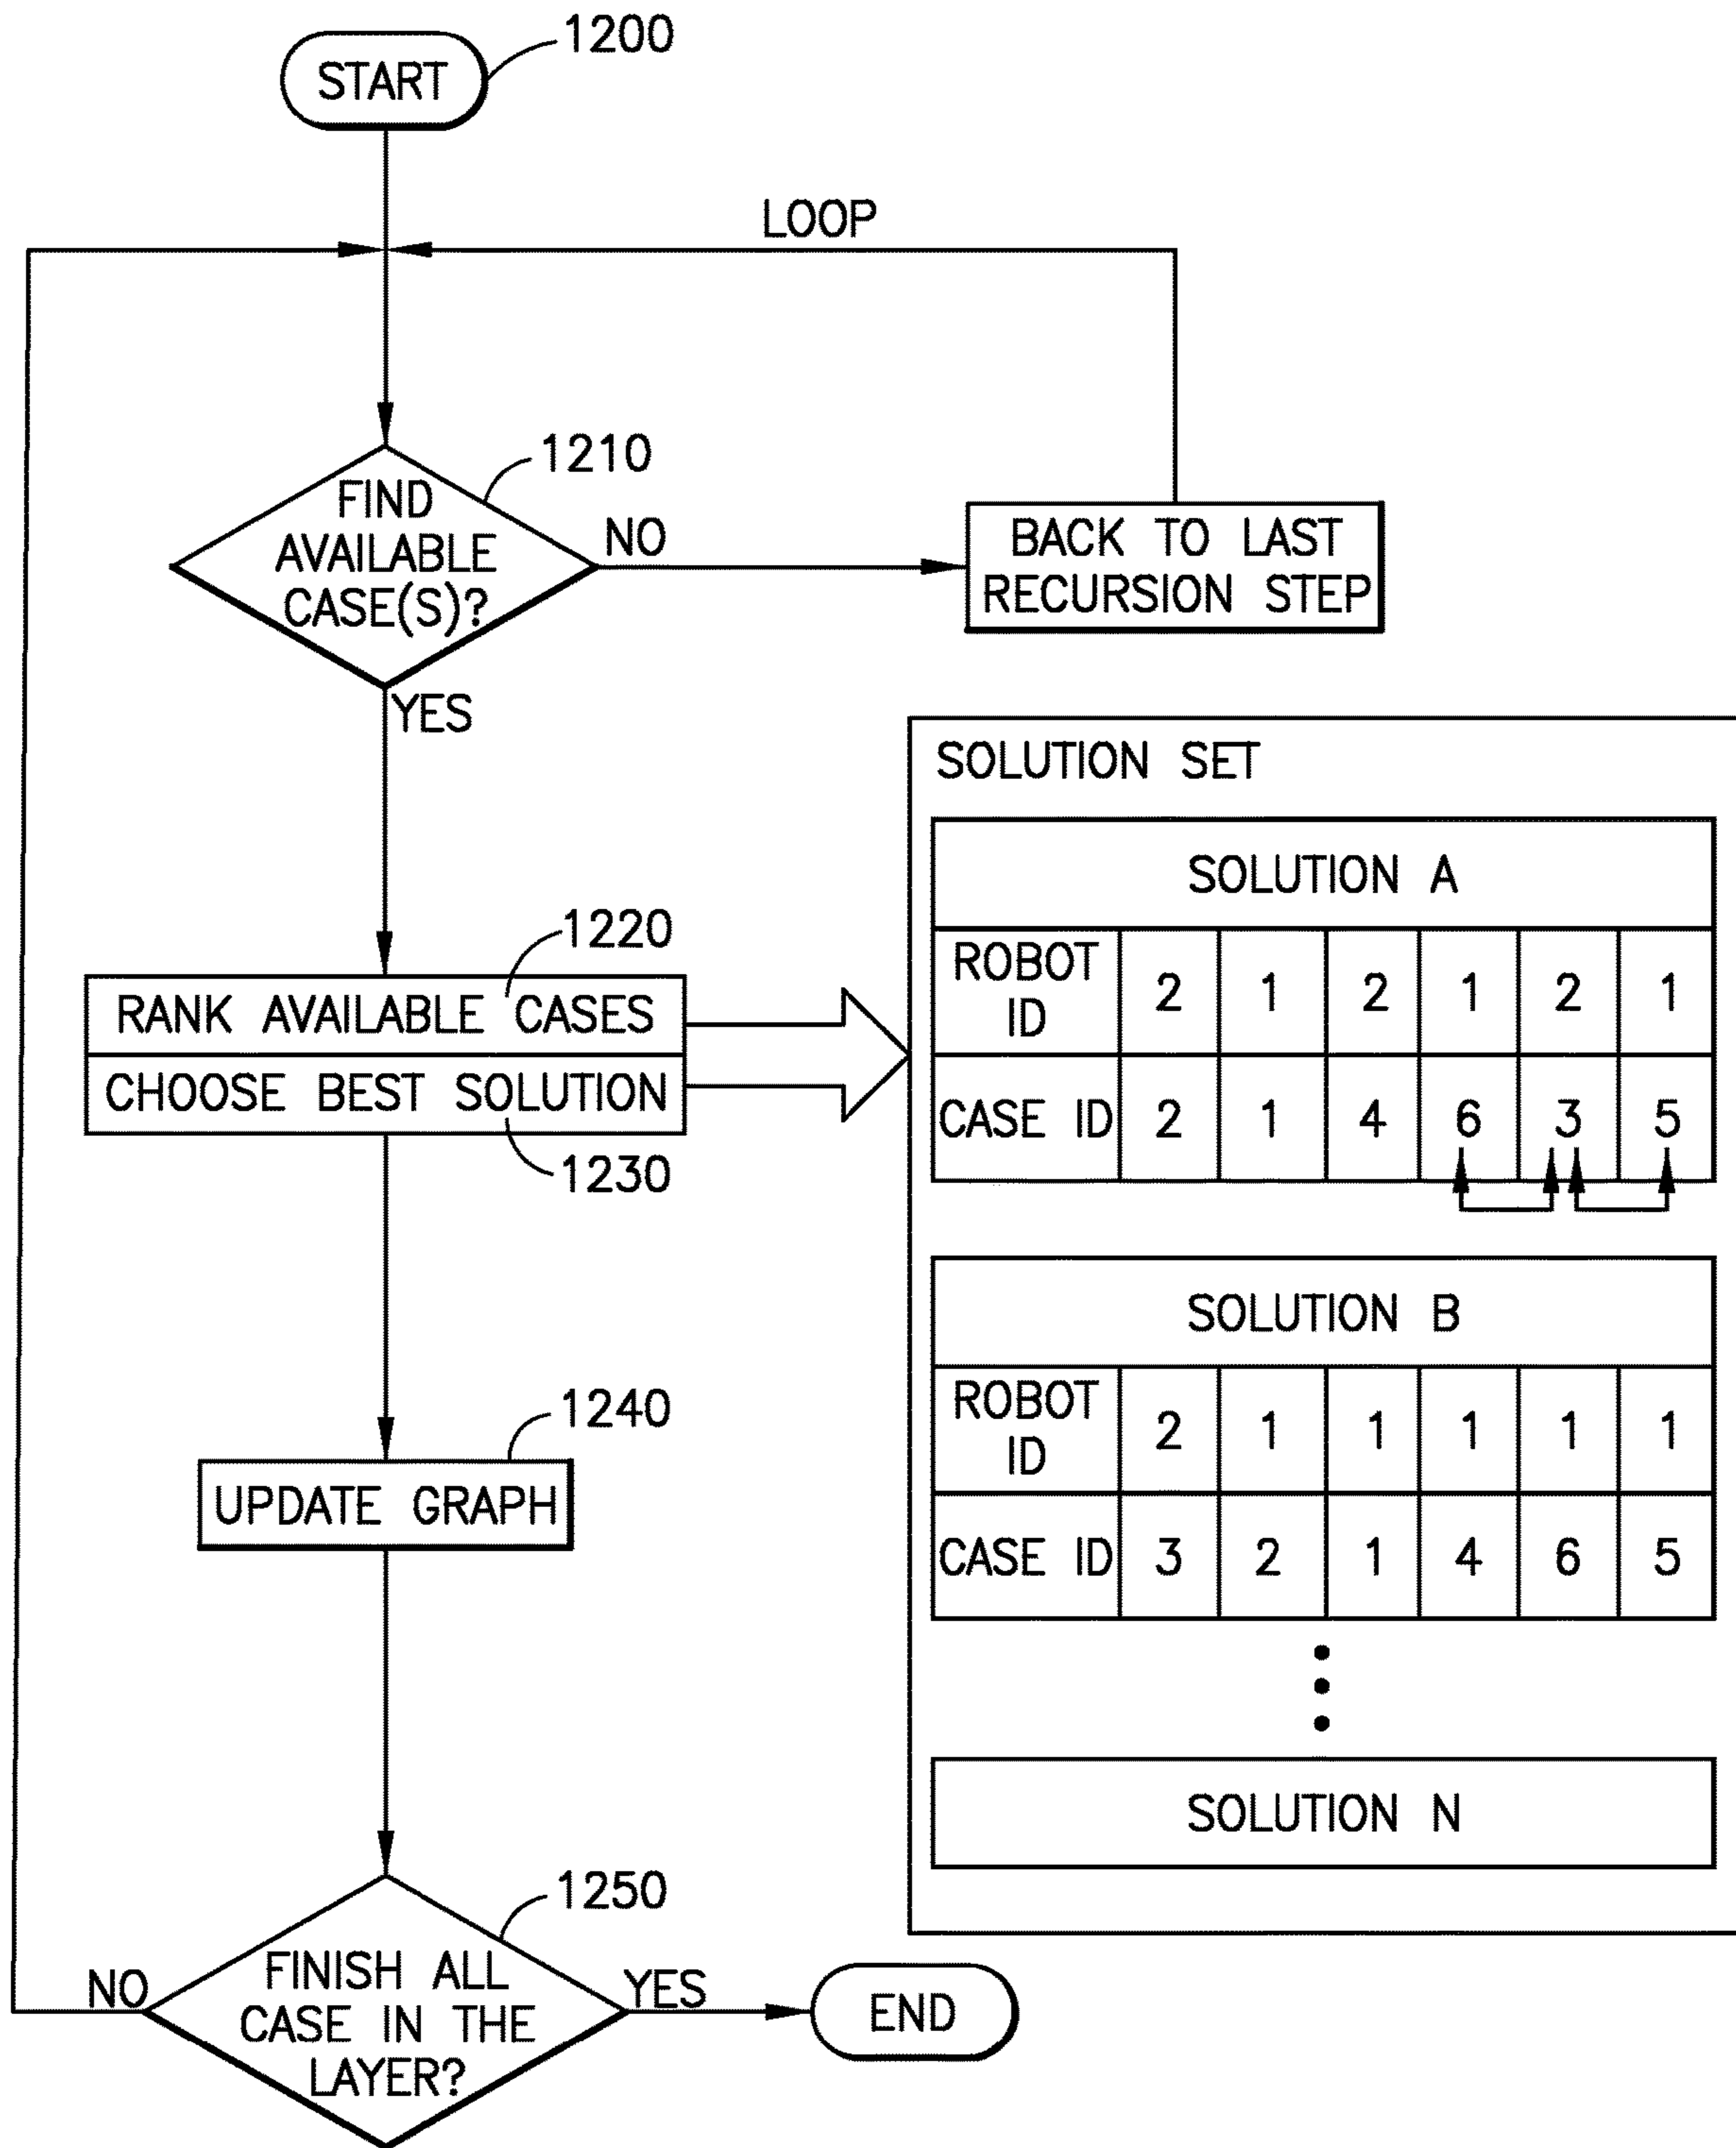 1200
START
LOOP
1210
FIND
AVAILABLE
CASE(S)?
NO
BACK TO LAST
RECURSION STEP
YES
1220
RANK AVAILABLE CASES
CHOOSE BEST SOLUTION
1230
SOLUTION SET
SOLUTION A
ROBOT ID 2 1 2 1 2 1
CASE ID 2 1 4 6 3 5
SOLUTION B
ROBOT ID 2 1 1 1 1 1
CASE ID 3 2 1 4 6 5
SOLUTION N
1240
UPDATE GRAPH
1250
FINISH ALL
CASE IN THE
LAYER?
NO
YES
END